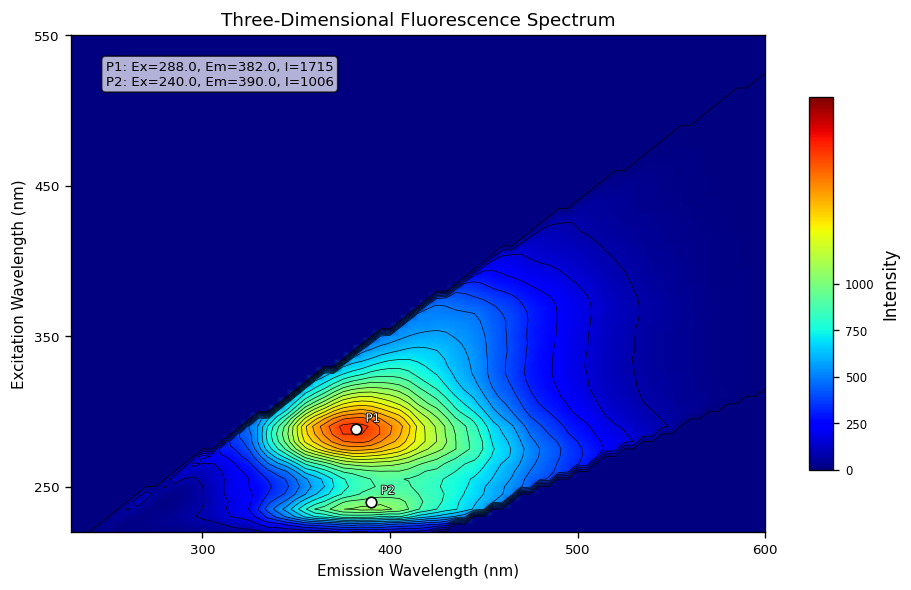 Three-Dimensional Fluorescence Spectrum
P1: Ex=288.0, Em=382.0, I=1715
P2: Ex=240.0, Em=390.0, I=1006
550
450
350
250
Excitation Wavelength (nm)
P1
P2
300
400
500
600
Emission Wavelength (nm)
1000
750
500
250
0
Intensity